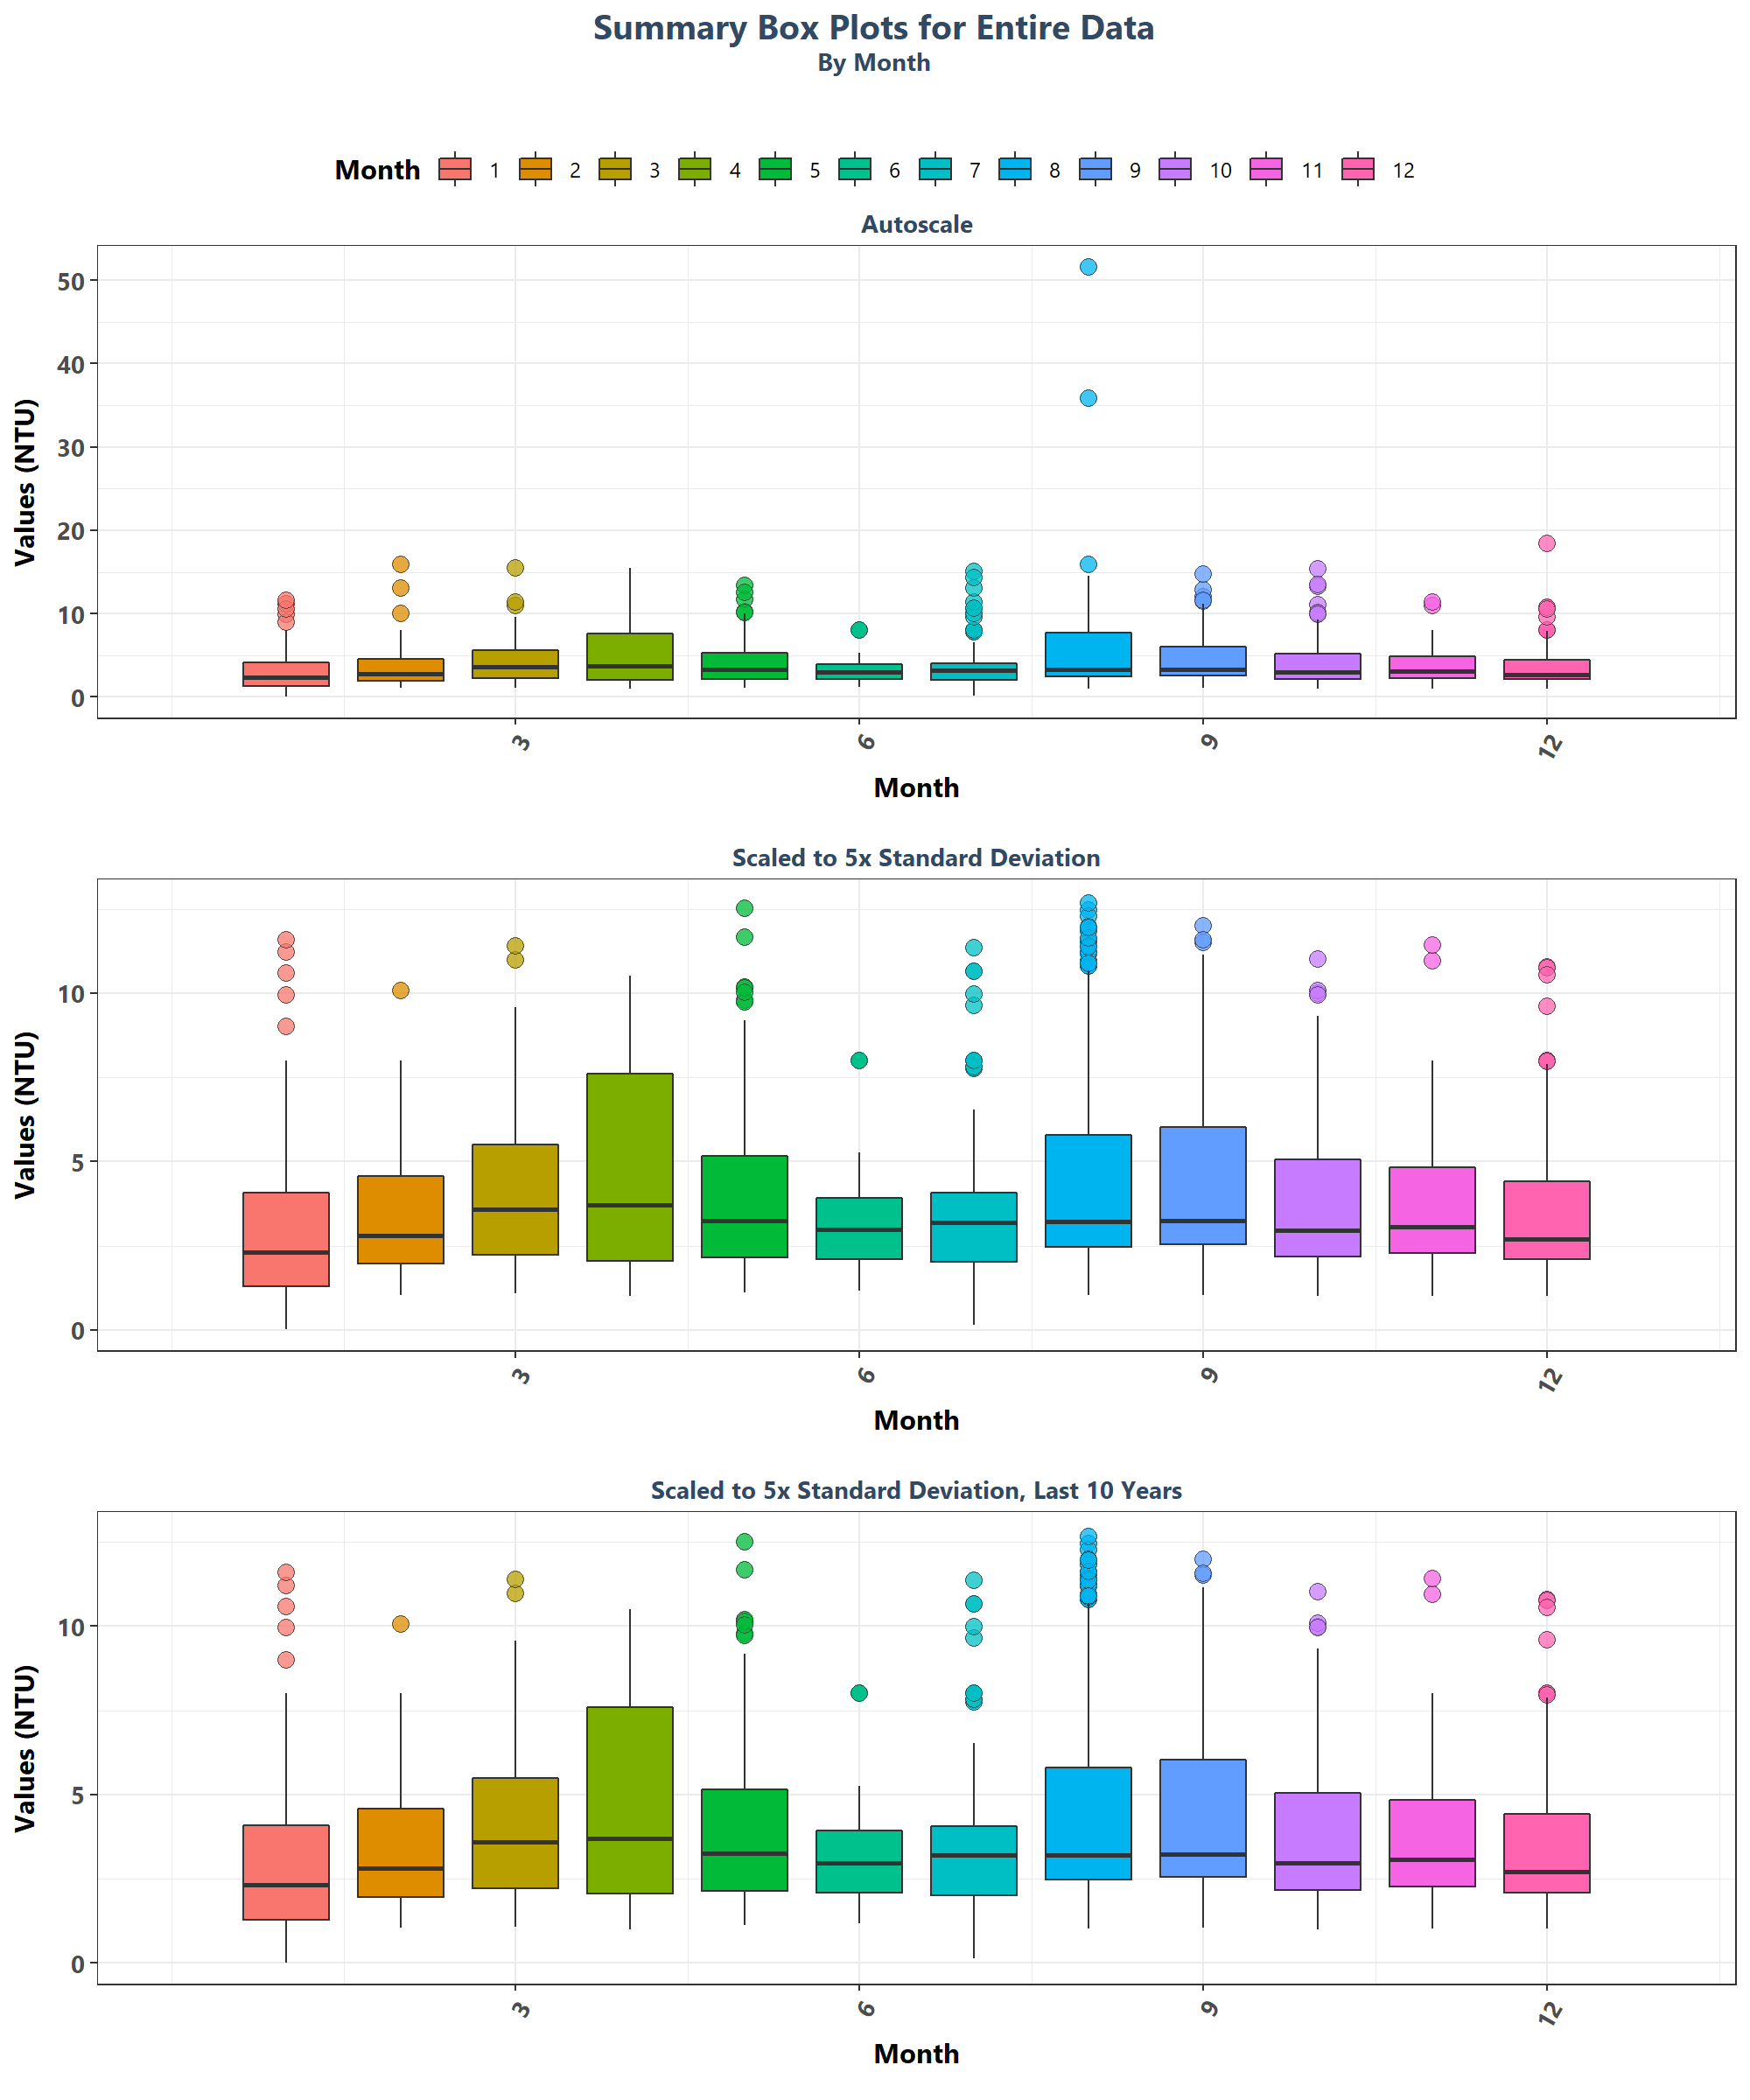 Summary Box Plots for Entire Data
By Month
Month 1 2 3 4 5 6 7 8 9 10 11 12
Autoscale
Values (NTU)
50
40
30
20
10
0
3 6 9 12
Month
Scaled to 5x Standard Deviation
Values (NTU)
10
5
0
3 6 9 12
Month
Scaled to 5x Standard Deviation, Last 10 Years
Values (NTU)
10
5
0
3 6 9 12
Month